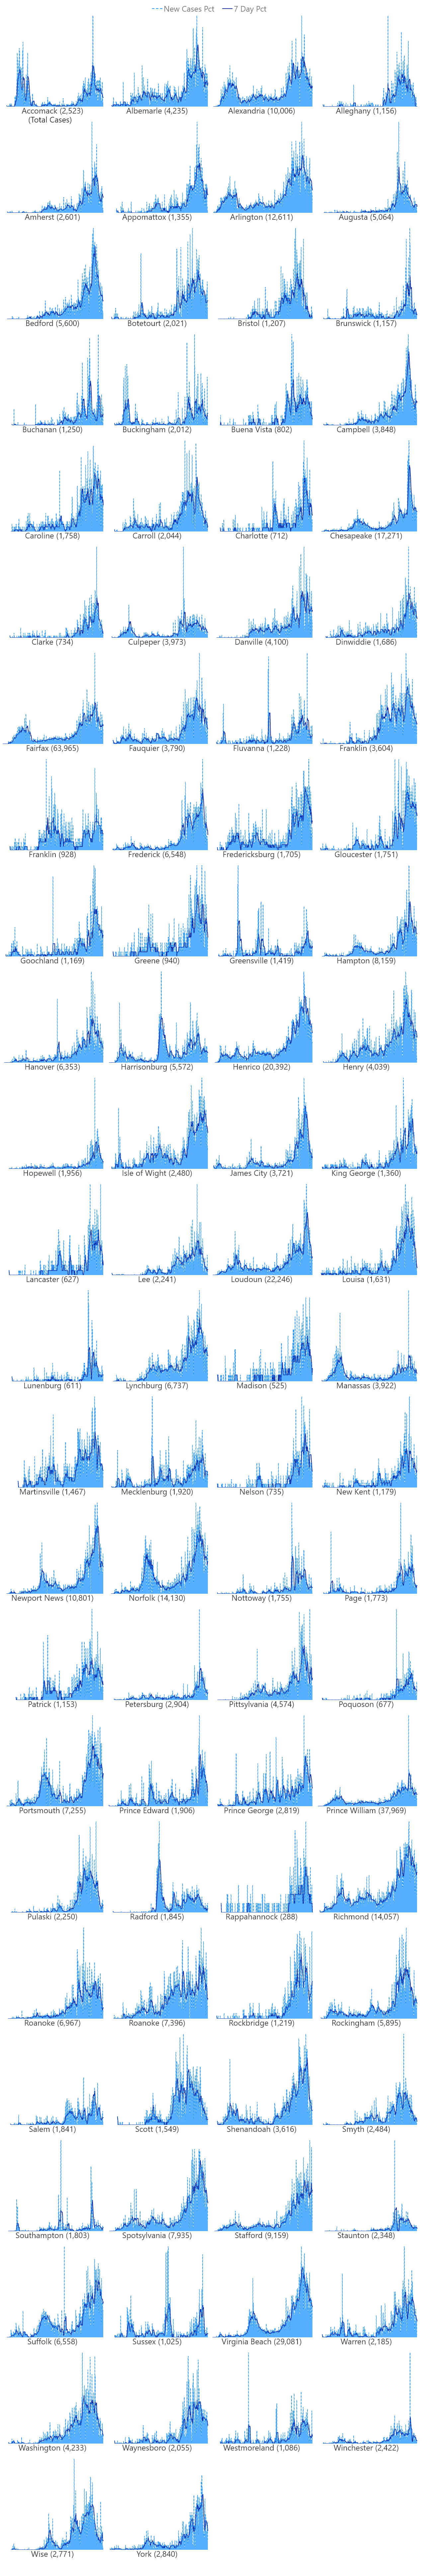 New Cases Pct 7 Day Pct
Accomack (2,523) Albemarle (4,235) Alexandria (10,006) Alleghany (1,156)
(Total Cases)
Amherst (2,601) Appomattox (1,355) Arlington (12,611) Augusta (5,064)
Bedford (5,600) Botetourt (2,021) Bristol (1,207) Brunswick (1,157)
Buchanan (1,250) Buckingham (2,012) Buena Vista (802) Campbell (3,848)
Caroline (1,758) Carroll (2,044) Charlotte (712) Chesapeake (17,271)
Clarke (734) Culpeper (3,973) Danville (4,100) Dinwiddie (1,686)
Fairfax (63,965) Fauquier (3,790) Fluvanna (1,228) Franklin (3,604)
Franklin (928) Frederick (6,548) Fredericksburg (1,705) Gloucester (1,751)
Goochland (1,169) Greene (940) Greensville (1,419) Hampton (8,159)
Hanover (6,353) Harrisonburg (5,572) Henrico (20,392) Henry (4,039)
Hopewell (1,956) Isle of Wight (2,480) James City (3,721) King George (1,360)
Lancaster (627) Lee (2,241) Loudoun (22,246) Louisa (1,631)
Lunenburg (611) Lynchburg (6,737) Madison (525) Manassas (3,922)
Martinsville (1,467) Mecklenburg (1,920) Nelson (735) New Kent (1,179)
Newport News (10,801) Norfolk (14,130) Nottoway (1,755) Page (1,773)
Patrick (1,153) Petersburg (2,904) Pittsylvania (4,574) Poquoson (677)
Portsmouth (7,255) Prince Edward (1,906) Prince George (2,819) Prince William (37,969)
Pulaski (2,250) Radford (1,845) Rappahannock (288) Richmond (14,057)
Roanoke (6,967) Roanoke (7,396) Rockbridge (1,219) Rockingham (5,895)
Salem (1,841) Scott (1,549) Shenandoah (3,616) Smyth (2,484)
Southampton (1,803) Spotsylvania (7,935) Stafford (9,159) Staunton (2,348)
Suffolk (6,558) Sussex (1,025) Virginia Beach (29,081) Warren (2,185)
Washington (4,233) Waynesboro (2,055) Westmoreland (1,086) Winchester (2,422)
Wise (2,771) York (2,840)